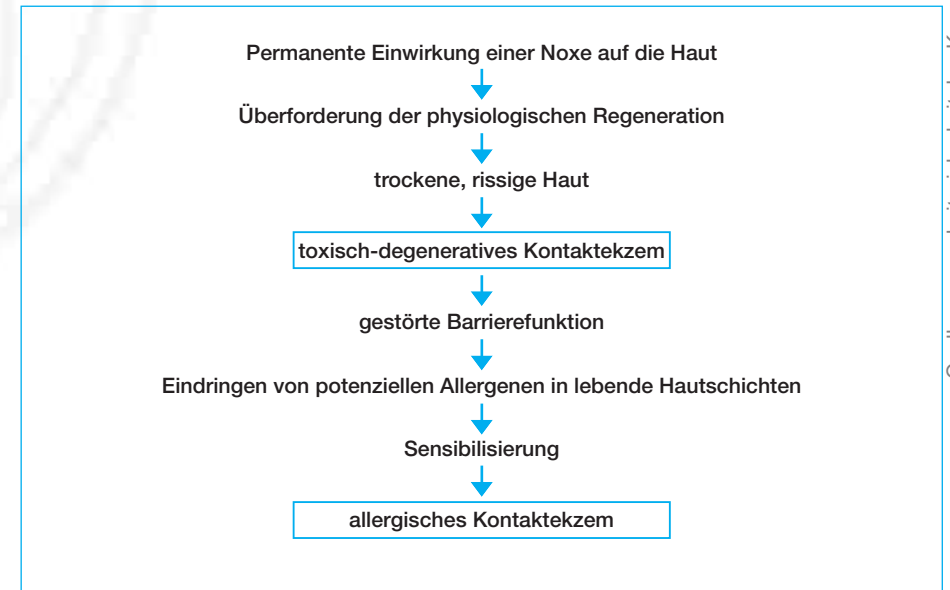 Permanente Einwirkung einer Noxe auf die Haut
Überforderung der physiologischen Regeneration
trockene, rissige Haut
toxisch-degeneratives Kontaktekzem
gestörte Barrierefunktion
Eindringen von potenziellen Allergenen in lebende Hautschichten
Sensibilisierung
allergisches Kontaktekzem